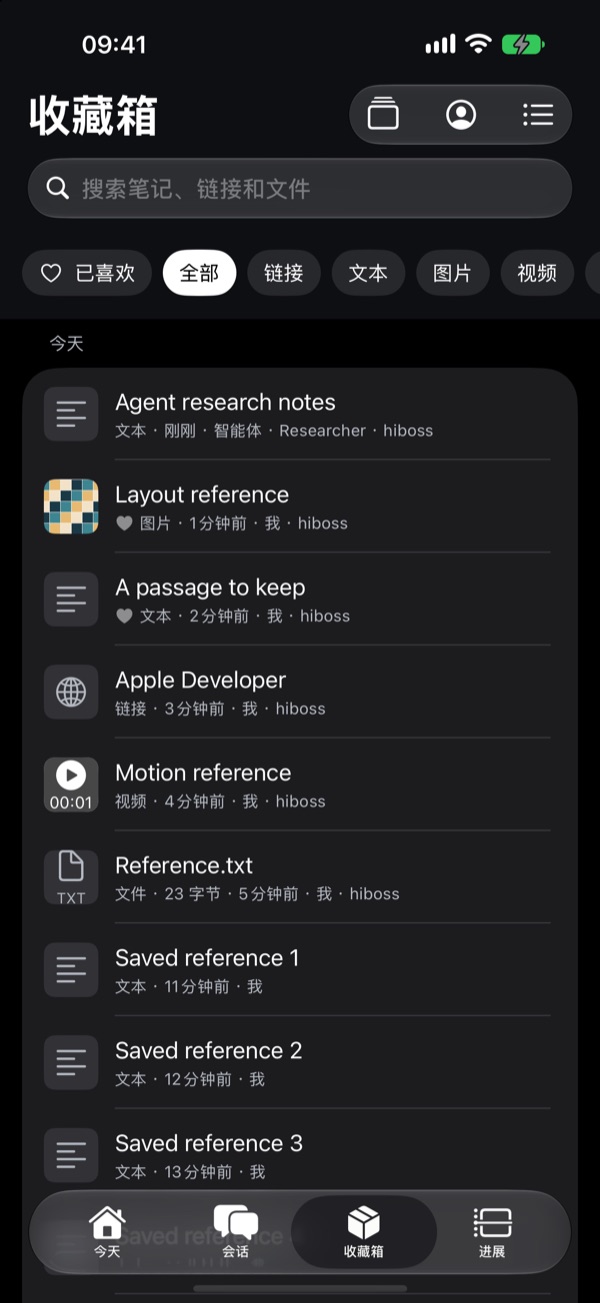 09:41
收藏箱
搜索笔记、链接和文件
已喜欢 全部 链接 文本 图片 视频
今天
Agent research notes
文本 · 刚刚 · 智能体 · Researcher · hiboss
Layout reference
图片 · 1分钟前 · 我 · hiboss
A passage to keep
文本 · 2分钟前 · 我 · hiboss
Apple Developer
链接 · 3分钟前 · 我 · hiboss
Motion reference
00:01
视频 · 4分钟前 · 我 · hiboss
Reference.txt
TXT
文件 · 23 字节 · 5分钟前 · 我 · hiboss
Saved reference 1
文本 · 11分钟前 · 我
Saved reference 2
文本 · 12分钟前 · 我
Saved reference 3
文本 · 13分钟前 · 我
Saved reference
今天 会话 收藏箱 进展